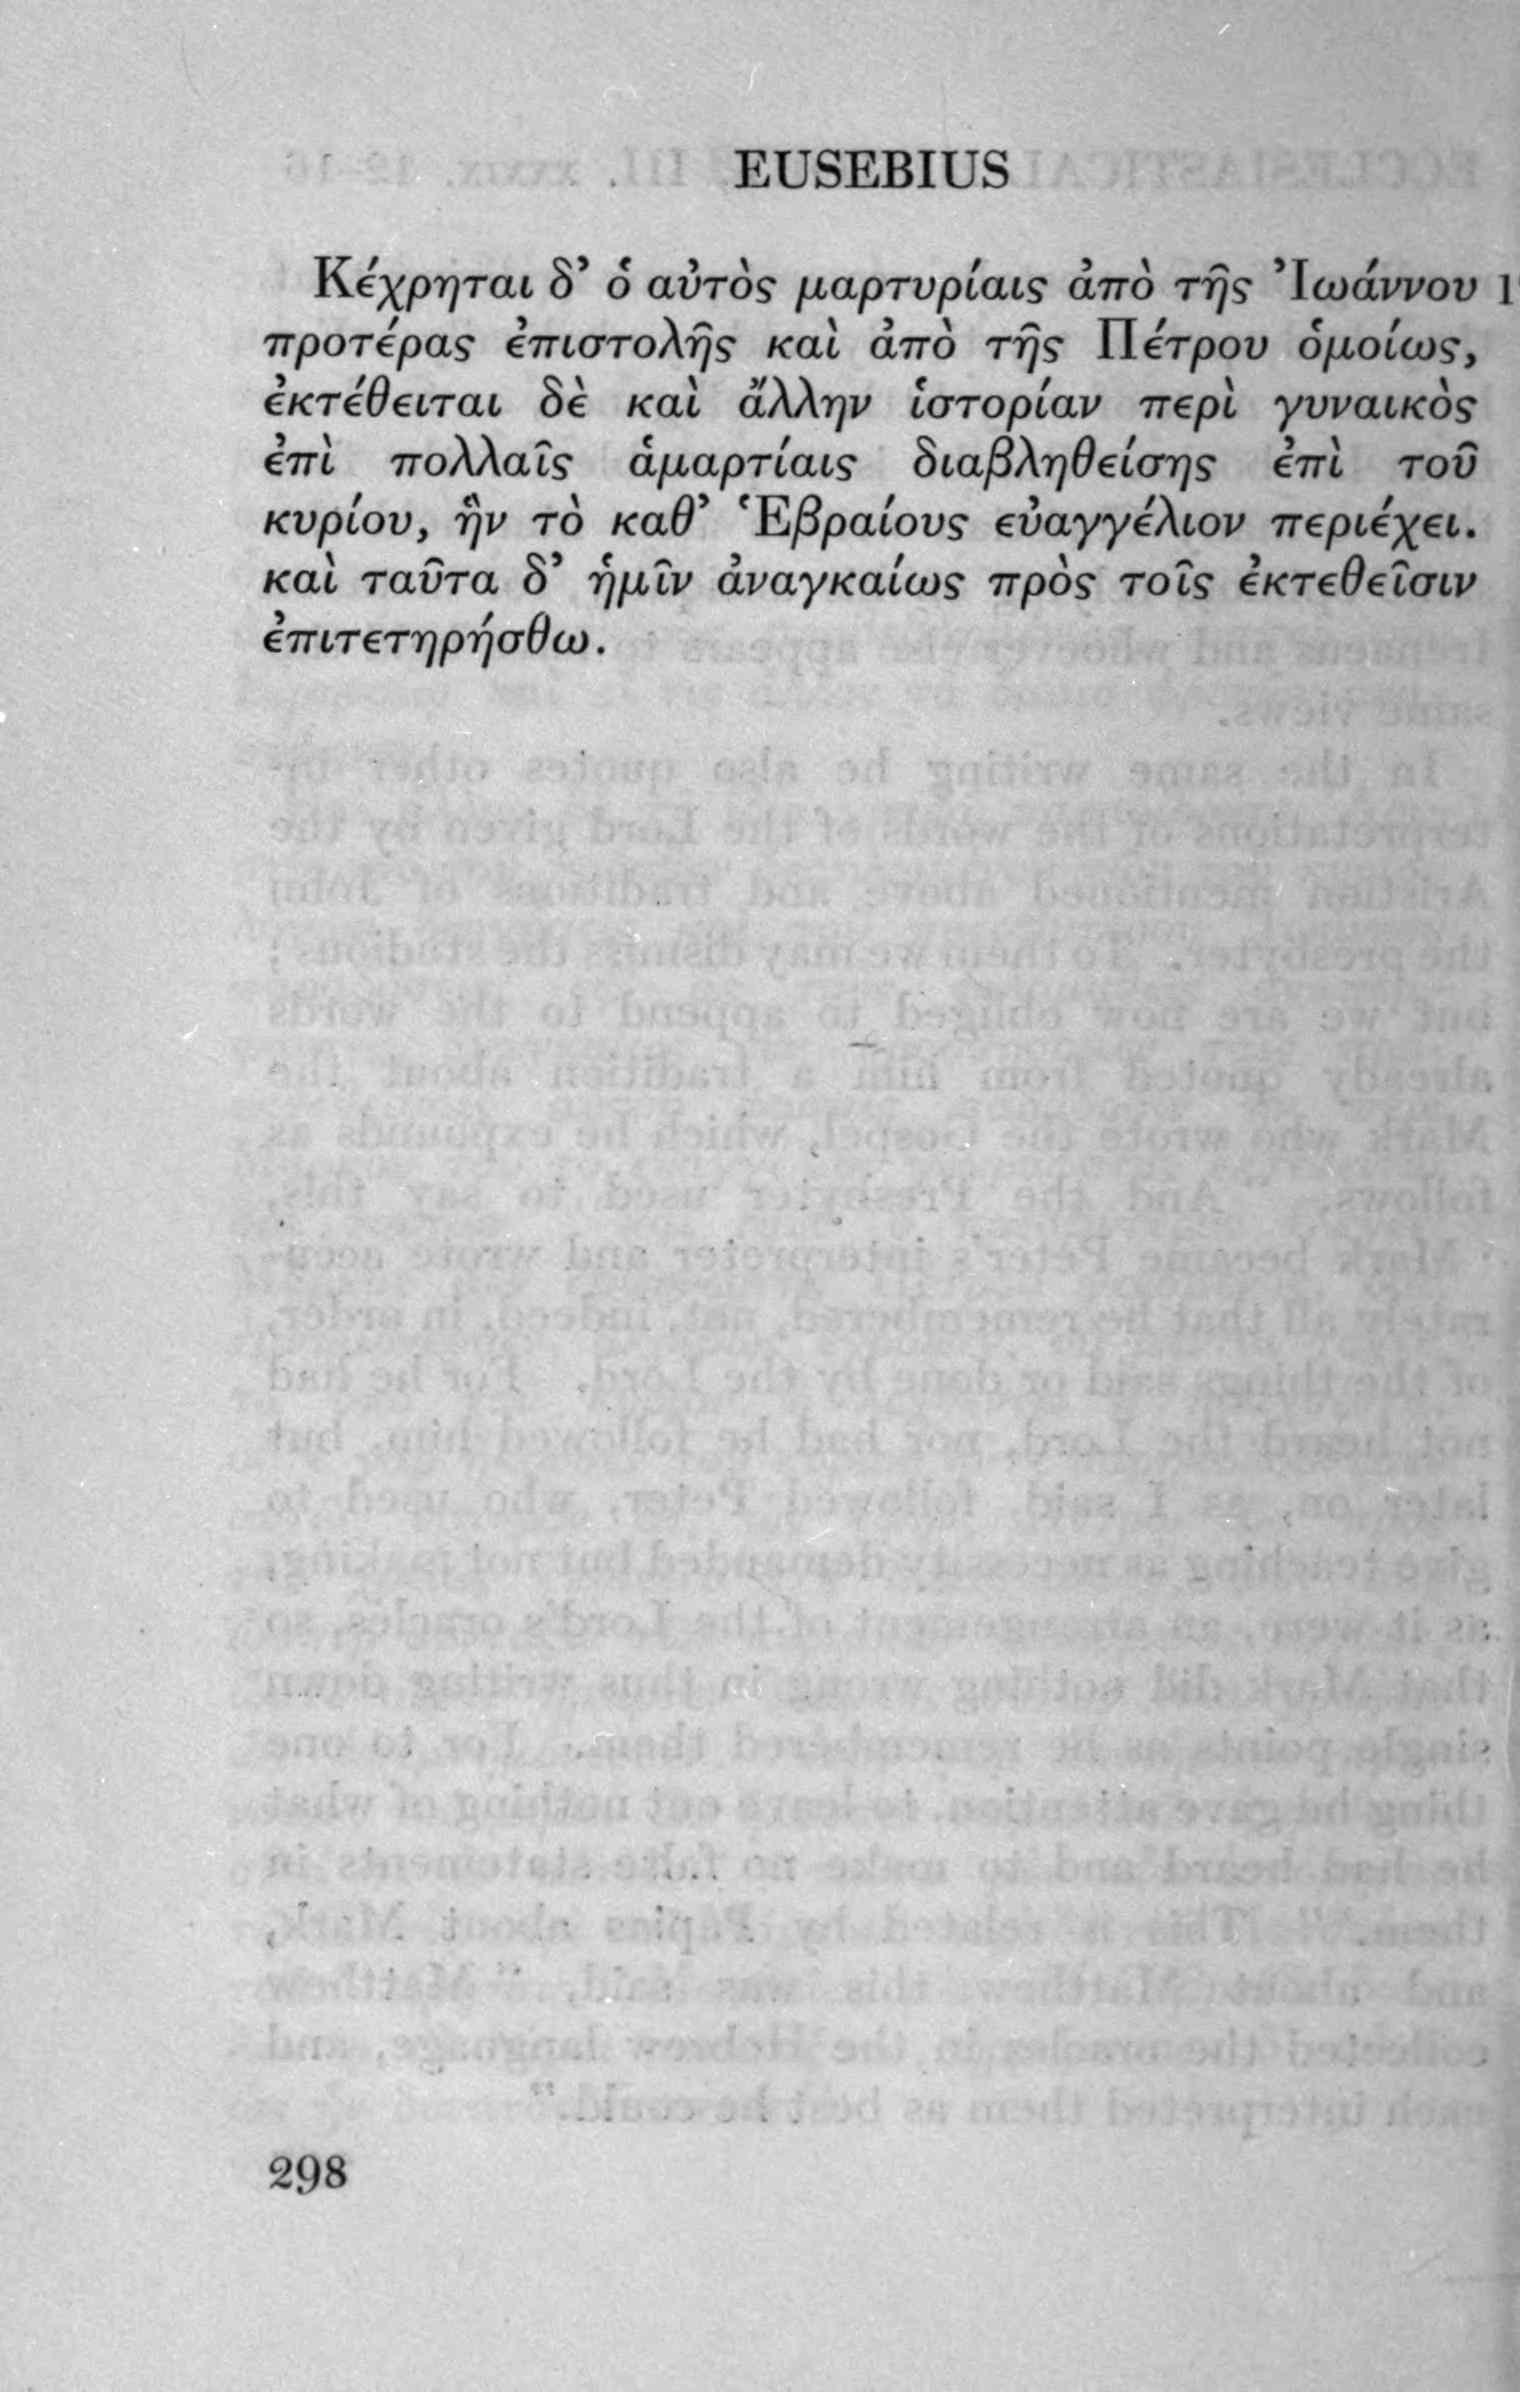 EUSEBIUS
Κέχρηται δ’ ὁ αὐτὸς μαρτυρίαις ἀπὸ τῆς Ἰωάννου
προτέρας ἐπιστολῆς καὶ ἀπὸ τῆς Πέτρου ὁμοίως,
ἐκτέθειται δὲ καὶ ἄλλην ἱστορίαν περὶ γυναικὸς
ἐπὶ πολλαῖς ἁμαρτίαις διαβληθείσης ἐπὶ τοῦ
κυρίου, ἣν τὸ καθ’ Ἑβραίους εὐαγγέλιον περιέχει.
καὶ ταῦτα δ’ ἡμῖν ἀναγκαίως πρὸς τοῖς ἐκτεθεῖσιν
ἐπιτετηρήσθω.
298